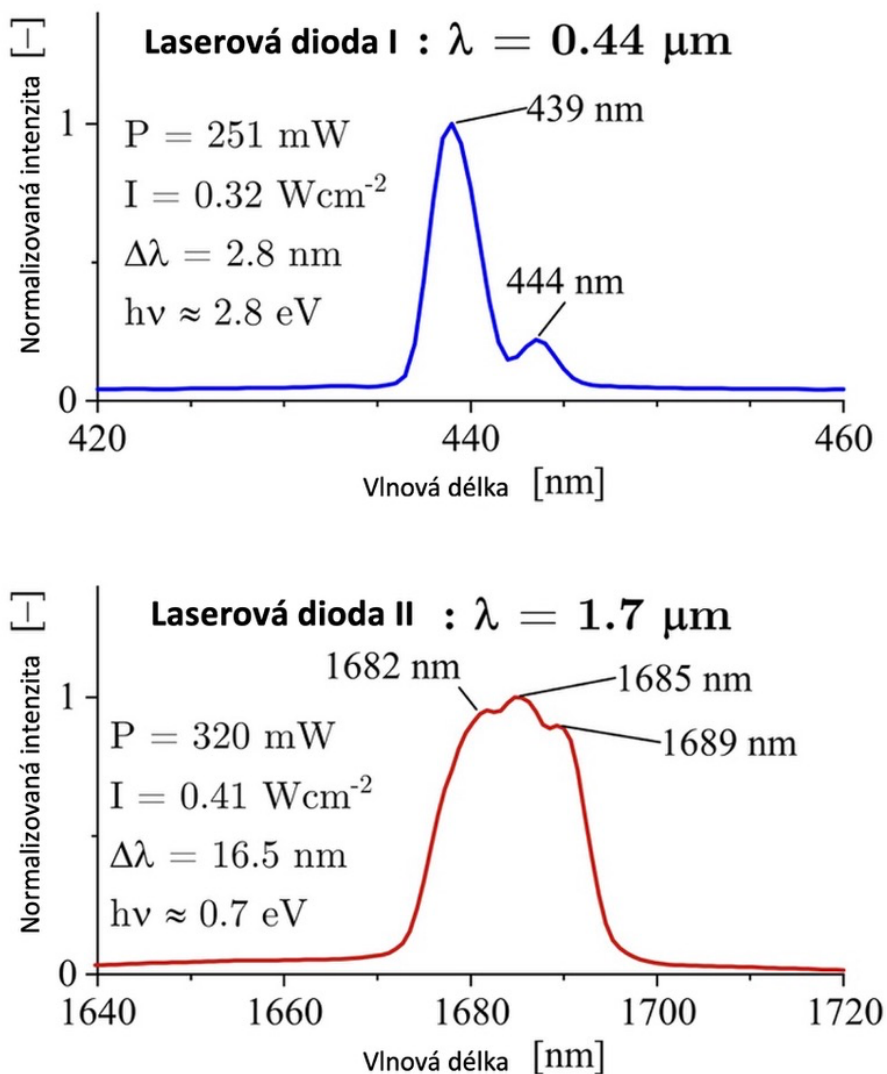 Laserová dioda I : λ = 0.44 μm
Normalizovaná intenzita [−]
1
0
P = 251 mW
I = 0.32 Wcm⁻²
Δλ = 2.8 nm
hν ≈ 2.8 eV
439 nm
444 nm
420 440 460
Vlnová délka [nm]
Laserová dioda II : λ = 1.7 μm
Normalizovaná intenzita [−]
1
0
1682 nm
1685 nm
1689 nm
P = 320 mW
I = 0.41 Wcm⁻²
Δλ = 16.5 nm
hν ≈ 0.7 eV
1640 1660 1680 1700 1720
Vlnová délka [nm]